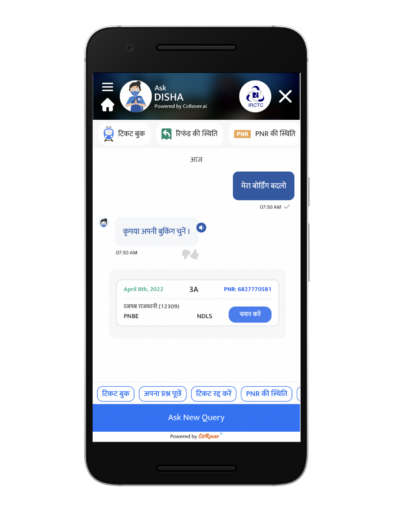 Ask
DISHA
Powered by CoRover.ai
IRCTC
टिकट बुक
रिफंड की स्थिति
PNR PNR की स्थिति
आज
मेरा बोर्डिंग बदलो
07:50 AM
कृपया अपनी बुकिंग चुनें ।
07:50 AM
April 8th, 2022 3A PNR: 6827770581
रजपब राजधानी (12309)
PNBE NDLS चयन करें
टिकट बुक अपना प्रश्न पूछें टिकट रद्द करें PNR की स्थिति
Ask New Query
Powered by CoRover